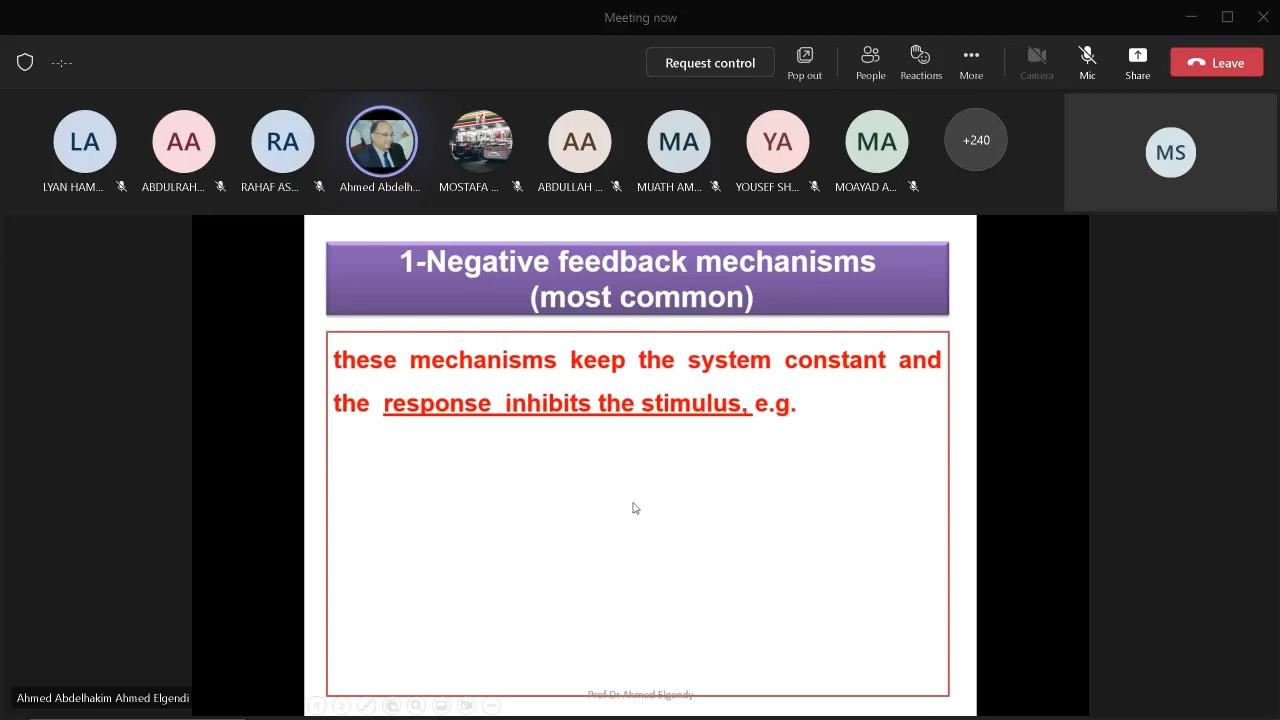 Meeting now
--:--
Request control
Pop out
People
Reactions
More
Camera
Mic
Share
Leave
LA
AA
RA
AA
MA
YA
MA
+240
MS
LYAN HAM...
ABDULRAH...
RAHAF AS...
Ahmed Abdelh...
MOSTAFA ...
ABDULLAH ...
MUATH AM...
YOUSEF SH...
MOAYAD A...
1-Negative feedback mechanisms
(most common)
these mechanisms keep the system constant and
the response inhibits the stimulus, e.g.
Prof Dr Ahmed Elgendy
Ahmed Abdelhakim Ahmed Elgendi